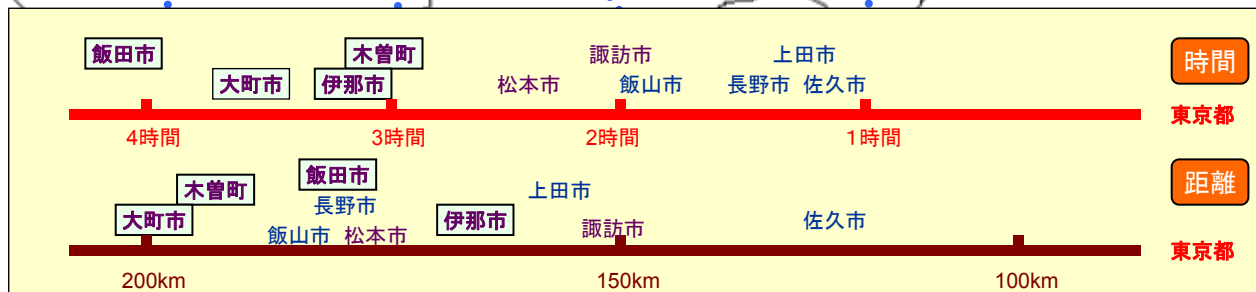 飯田市 木曽町 諏訪市 上田市 時間
大町市 伊那市 松本市 飯山市 長野市 佐久市
東京都
4時間 3時間 2時間 1時間
飯田市 距離
木曽町 上田市
長野市
大町市 伊那市 佐久市
飯山市 松本市 諏訪市
東京都
200km 150km 100km